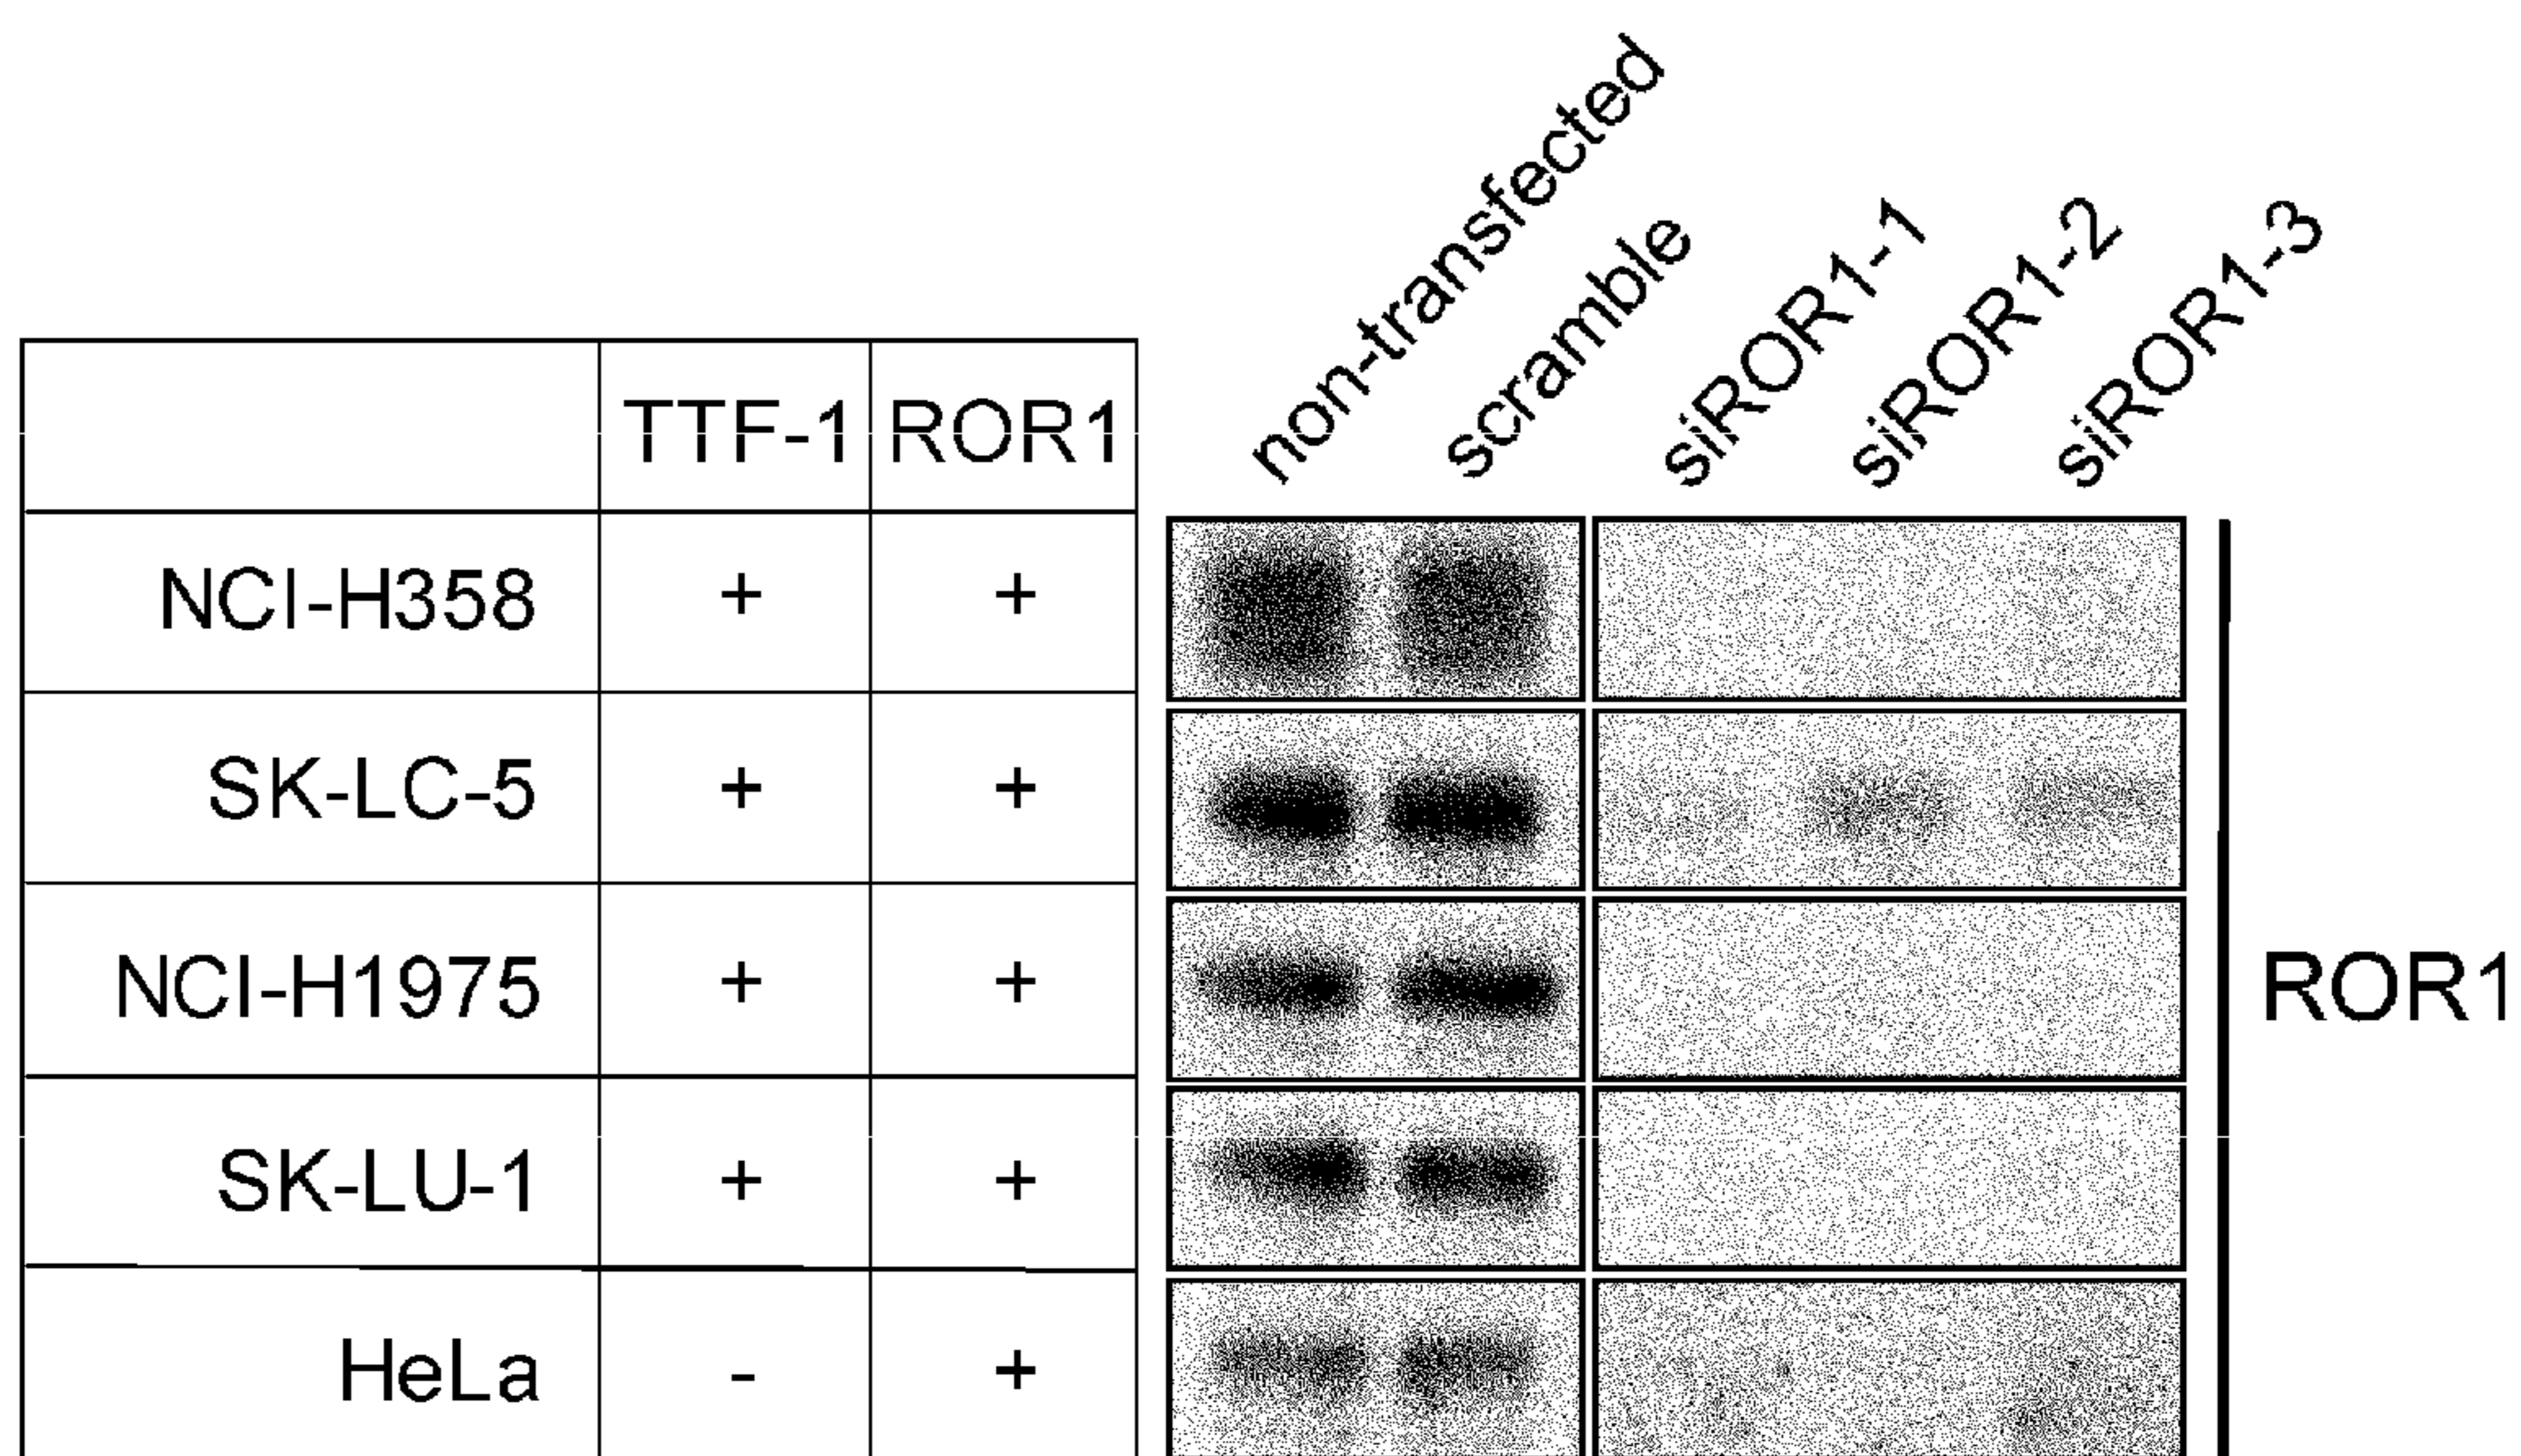 non-transfected
scramble
siROR1-1
siROR1-2
siROR1-3
TTF-1 ROR1
NCI-H358 + +
SK-LC-5 + +
NCI-H1975 + +
SK-LU-1 + +
HeLa - +
ROR1